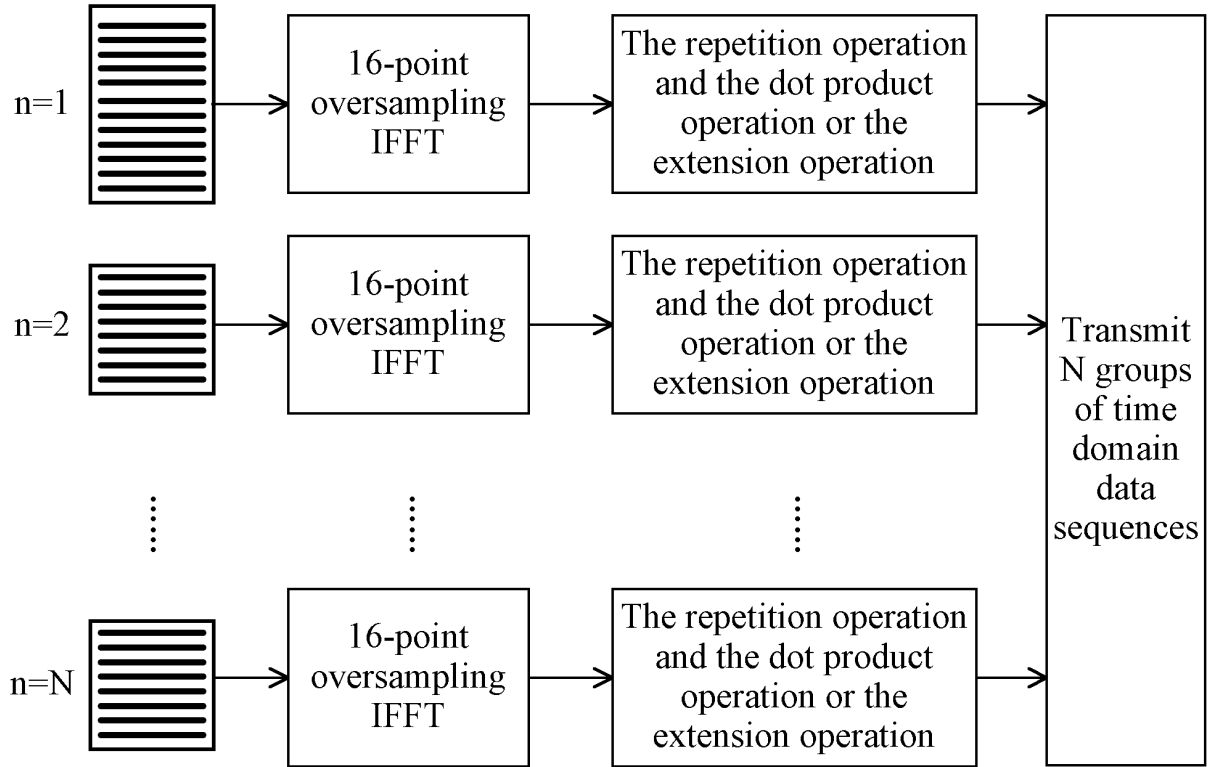 n=1
16-point
oversampling
IFFT
The repetition operation
and the dot product
operation or the
extension operation
n=2
16-point
oversampling
IFFT
The repetition operation
and the dot product
operation or the
extension operation
n=N
16-point
oversampling
IFFT
The repetition operation
and the dot product
operation or the
extension operation
Transmit
N groups
of time
domain
data
sequences